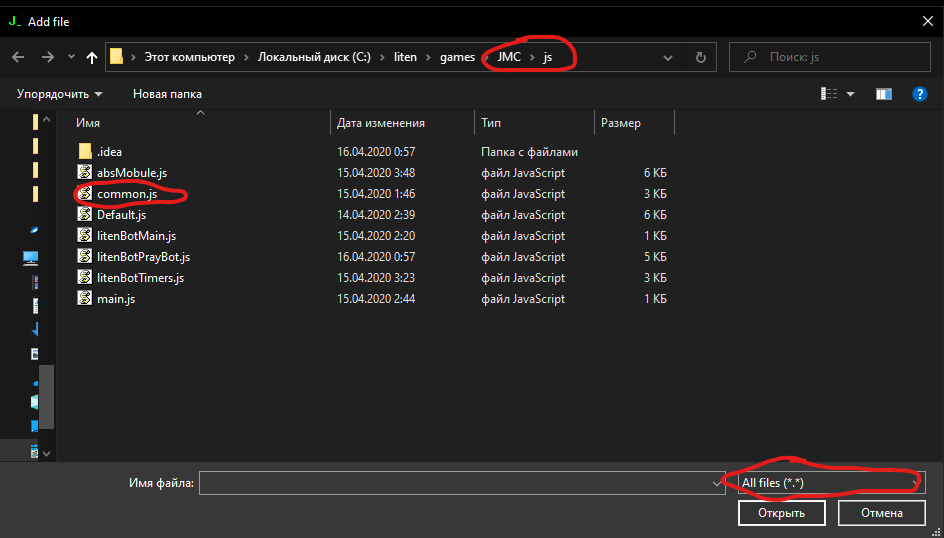 Add file
Этот компьютер › Локальный диск (C:) › liten › games › JMC › js
Поиск: js
Упорядочить Новая папка
Имя Дата изменения Тип Размер
.idea 16.04.2020 0:57 Папка с файлами
absMobule.js 15.04.2020 3:48 файл JavaScript 6 КБ
common.js 15.04.2020 1:46 файл JavaScript 3 КБ
Default.js 14.04.2020 2:39 файл JavaScript 6 КБ
litenBotMain.js 15.04.2020 2:20 файл JavaScript 1 КБ
litenBotPrayBot.js 16.04.2020 0:57 файл JavaScript 5 КБ
litenBotTimers.js 15.04.2020 3:23 файл JavaScript 3 КБ
main.js 15.04.2020 2:44 файл JavaScript 1 КБ
Имя файла: All files (*.*)
Открыть Отмена